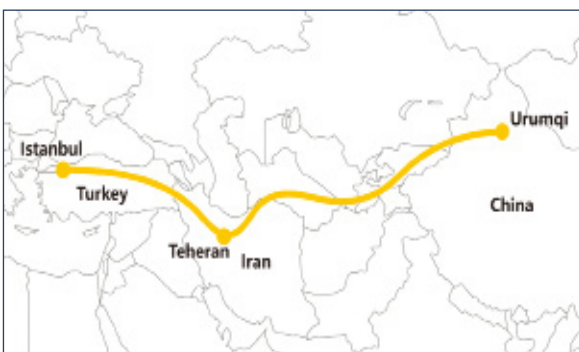 Urumqi
Istanbul
Turkey
China
Teheran
Iran